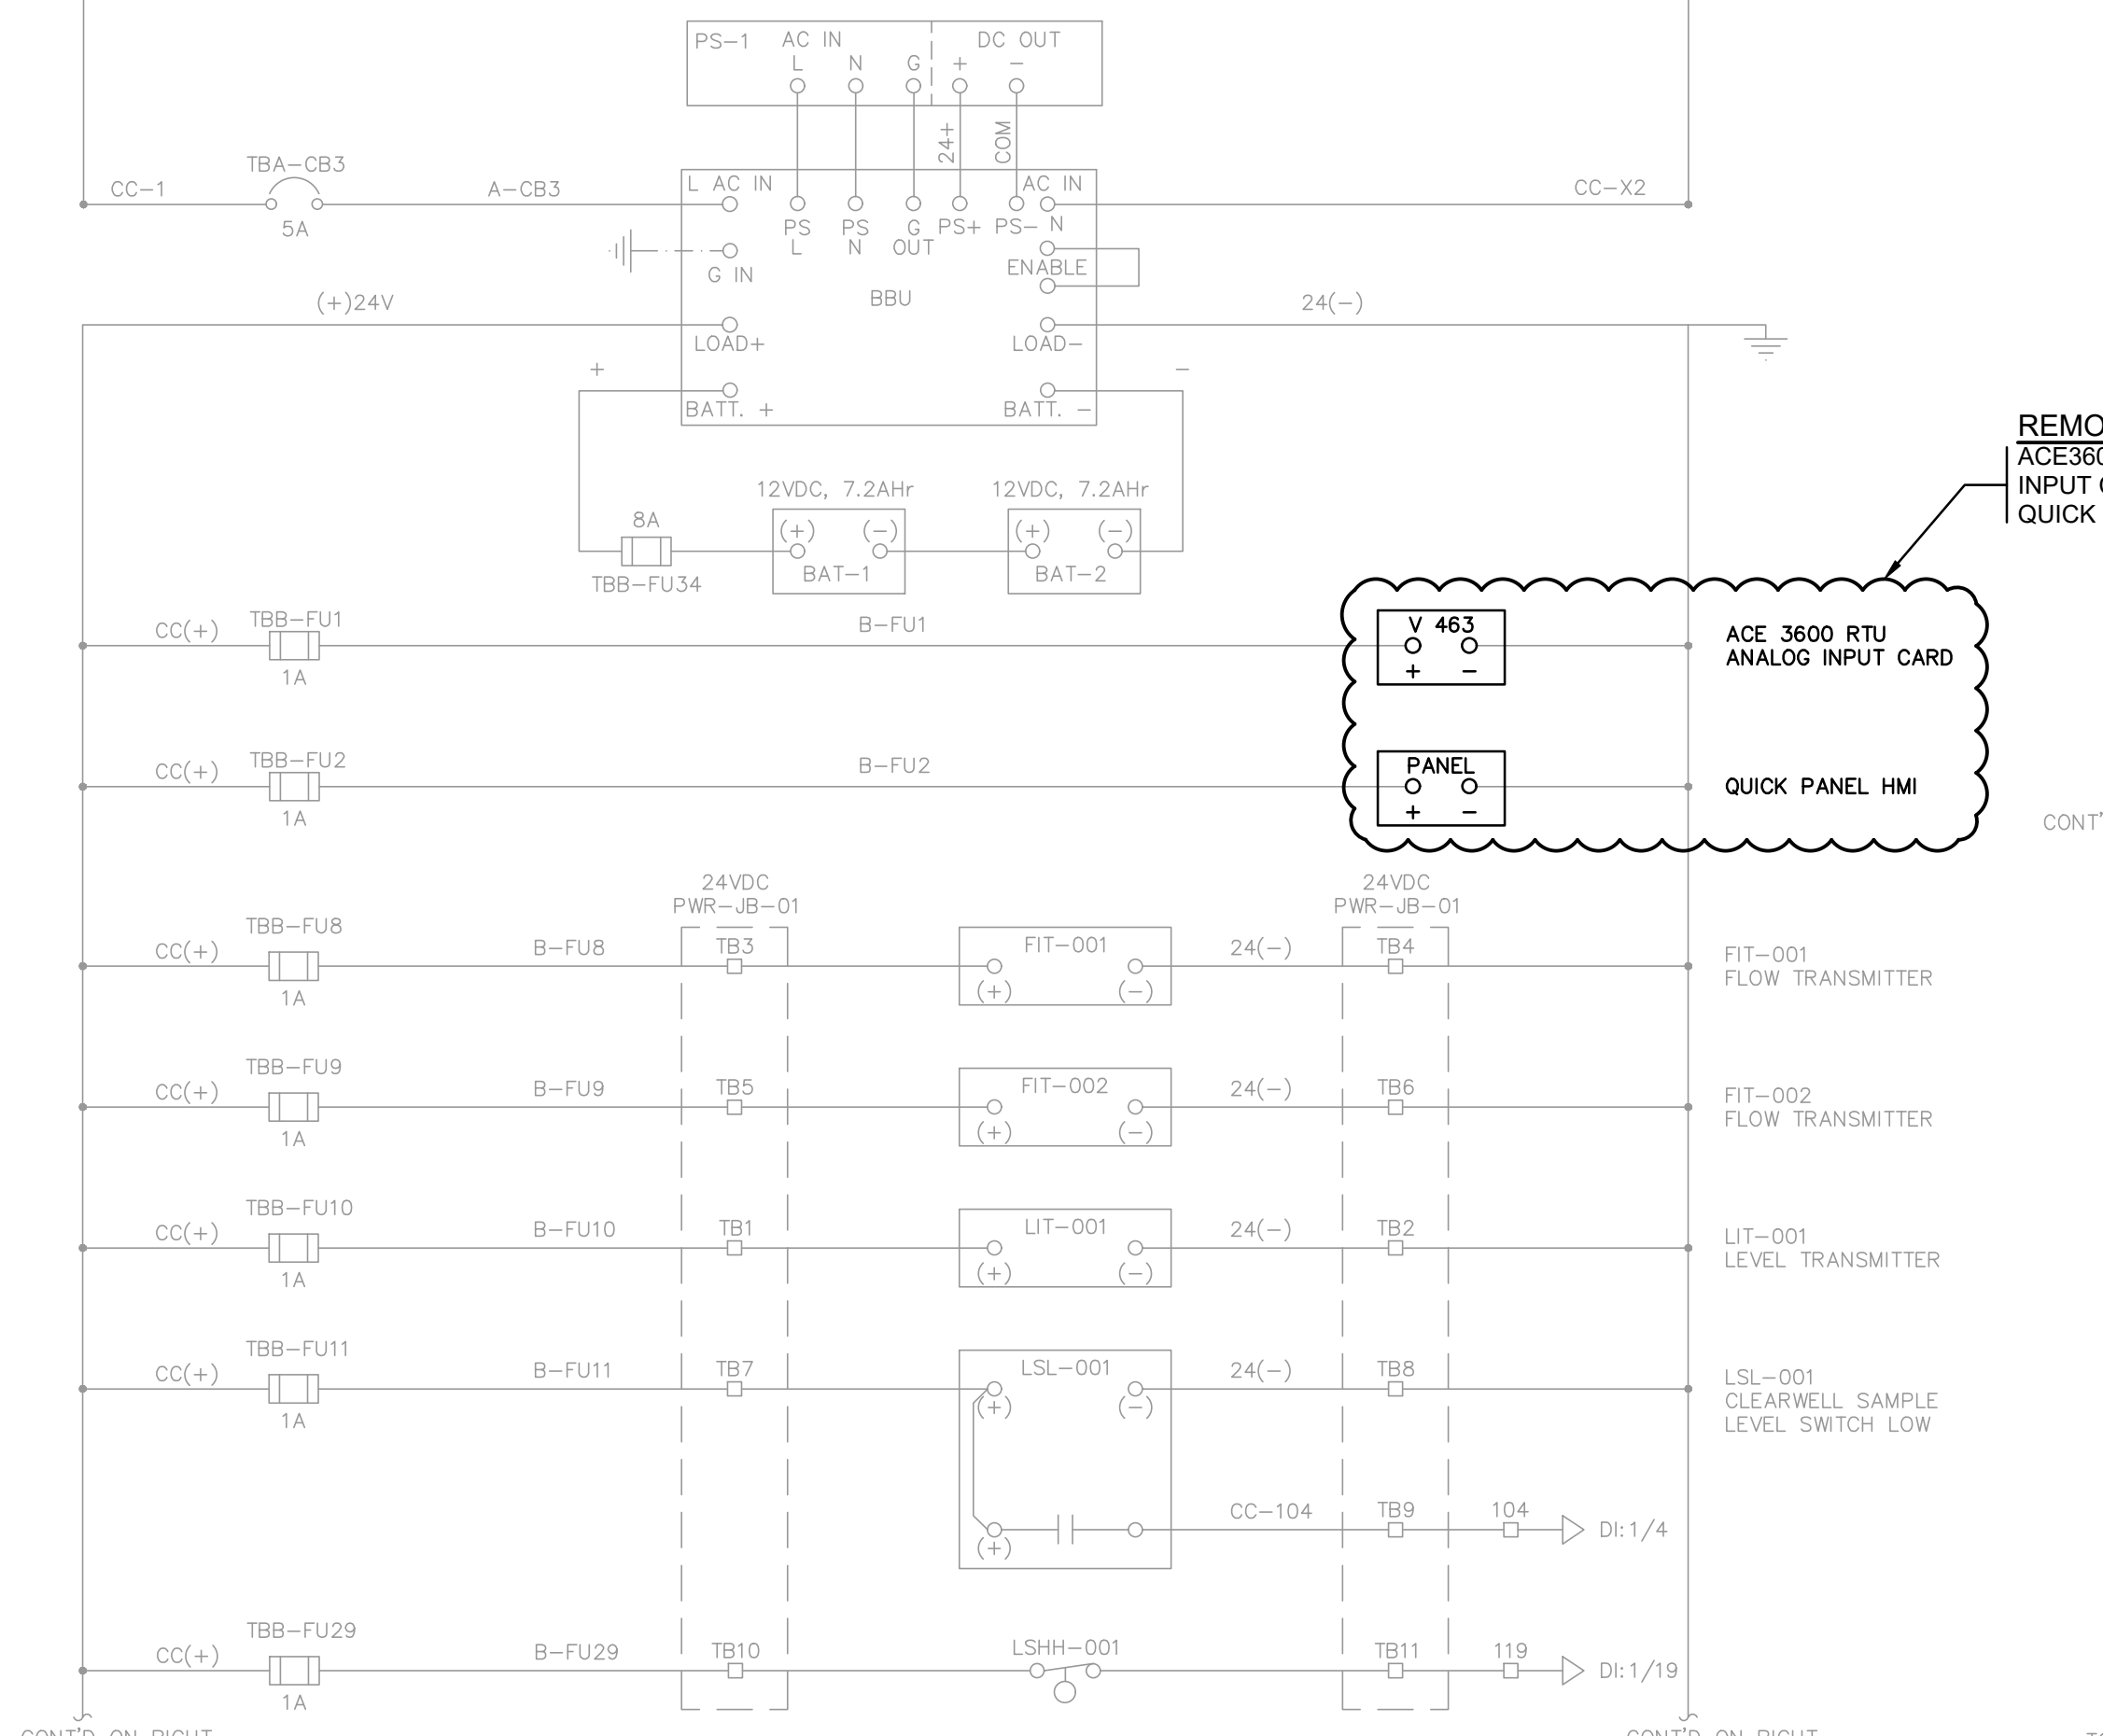 PS-1 AC IN DC OUT
L N G + -
24+ COM
TBA-CB3
CC-1 A-CB3
5A
L AC IN AC IN
CC-X2
PS PS G PS+ PS- N
L N OUT
G IN
ENABLE
BBU
(+)24V 24(-)
LOAD+ LOAD-
+ -
BATT. + BATT. -
REMO
ACE360
INPUT
QUICK
12VDC, 7.2AHr 12VDC, 7.2AHr
8A
(+) (-) (+) (-)
BAT-1 BAT-2
TBB-FU34
TBB-FU1
CC(+) B-FU1
1A
V 463
+ -
ACE 3600 RTU
ANALOG INPUT CARD
TBB-FU2
CC(+) B-FU2
1A
PANEL
+ -
QUICK PANEL HMI
CONT'
24VDC 24VDC
PWR-JB-01 PWR-JB-01
TBB-FU8
CC(+) B-FU8 TB3 FIT-001 24(-) TB4
1A (+) (-)
FIT-001
FLOW TRANSMITTER
TBB-FU9
CC(+) B-FU9 TB5 FIT-002 24(-) TB6
1A (+) (-)
FIT-002
FLOW TRANSMITTER
TBB-FU10
CC(+) B-FU10 TB1 LIT-001 24(-) TB2
1A (+) (-)
LIT-001
LEVEL TRANSMITTER
TBB-FU11
CC(+) B-FU11 TB7 LSL-001 24(-) TB8
1A (+) (-)
LSL-001
CLEARWELL SAMPLE
LEVEL SWITCH LOW
CC-104 TB9 104 DI:1/4
(+)
TBB-FU29
CC(+) B-FU29 TB10 LSHH-001 TB11 119 DI:1/19
1A
CONT'D ON RIGHT CONT'D ON RIGHT